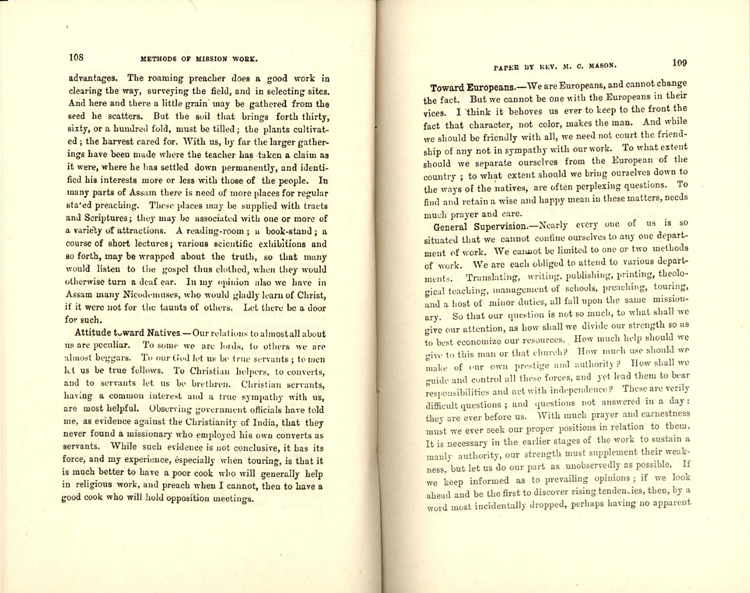 108 METHODS OF MISSION WORK.
advantages. The roaming preacher does a good work in
clearing the way, surveying the field, and in selecting sites.
And here and there a little grain may be gathered from the
seed he scatters. But the soil that brings forth thirty,
sixty, or a hundred fold, must be tilled; the plants cultivat-
ed; the harvest cared for. With us, by far the larger gather-
ings have been made where the teacher has taken a claim as
it were, where he has settled down permanently, and identi-
fied his interests more or less with those of the people. In
many parts of Assam there is need of more places for regular
stated preaching. These places may be supplied with tracts
and Scriptures; they may be associated with one or more of
a variety of attractions. A reading-room; a book-stand; a
course of short lectures; various scientific exhibitions and
so forth, may be wrapped about the truth, so that many
would listen to the gospel thus clothed, when they would
otherwise turn a deaf ear. In my opinion also we have in
Assam many Nicodemuses, who would gladly learn of Christ,
if it were not for the taunts of others. Let there be a door
for such.
Attitude toward Natives.—Our relations to almost all about
us are peculiar. To some we are lords, to others we are
almost beggars. To our God let us be true servants; to men
let us be true fellows. To Christian helpers, to converts,
and to servants let us be brethren. Christian servants,
having a common interest and a true sympathy with us,
are most helpful. Observing government officials have told
me, as evidence against the Christianity of India, that they
never found a missionary who employed his own converts as
servants. While such evidence is not conclusive, it has its
force, and my experience, especially when touring, is that it
is much better to have a poor cook who will generally help
in religious work, and preach when I cannot, then to have a
good cook who will hold opposition meetings.
PAPER BY REV. M. C. MASON. 109
Toward Europeans.—We are Europeans, and cannot change
the fact. But we cannot be one with the Europeans in their
vices. I think it behoves us ever to keep to the front the
fact that character, not color, makes the man. And while
we should be friendly with all, we need not court the friend-
ship of any not in sympathy with our work. To what extent
should we separate ourselves from the European of the
country; to what extent should we bring ourselves down to
the ways of the natives, are often perplexing questions. To
find and retain a wise and happy mean in these matters, needs
much prayer and care.
General Supervision.—Nearly every one of us is so
situated that we cannot confine ourselves to any one depart-
ment of work. We cannot be limited to one or two methods
of work. We are each obliged to attend to various depart-
ments. Translating, writing, publishing, printing, theolo-
gical teaching, management of schools, preaching, touring,
and a host of minor duties, all fall upon the same mission-
ary. So that our question is not so much, to what shall we
give our attention, as how shall we divide our strength so as
to best economize our resources. How much help should we
give to this man or that church? How much use should we
make of our own prestige and authority? How shall we
guide and control all these forces, and yet lead them to bear
responsibilities and act with independence? These are verily
difficult questions; and questions not answered in a day:
they are ever before us. With much prayer and earnestness
must we ever seek our proper positions in relation to them.
It is necessary in the earlier stages of the work to sustain a
manly authority, our strength must supplement their weak-
ness, but let us do our part as unobservedly as possible. If
we keep informed as to prevailing opinions; if we look
ahead and be the first to discover rising tendencies, then, by a
word most incidentally dropped, perhaps having no apparent